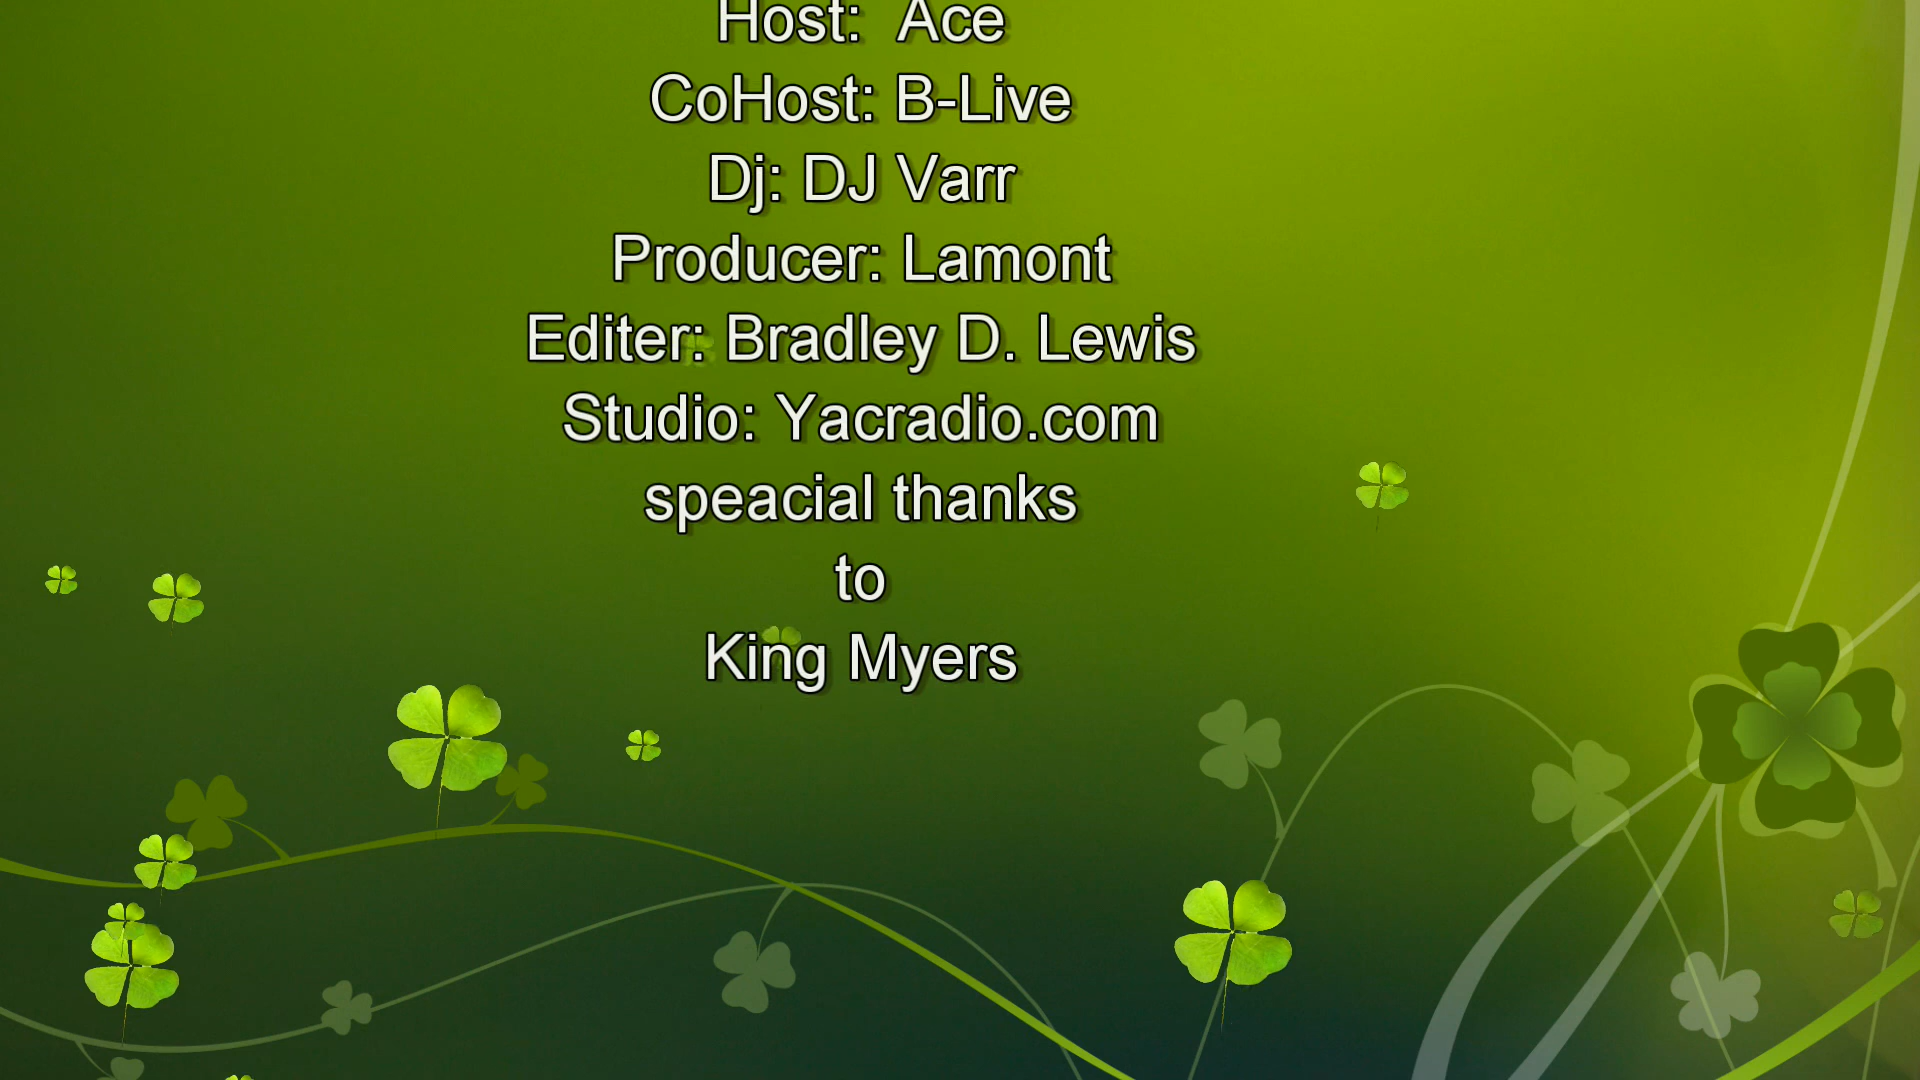 Host:  Ace
CoHost: B-Live
Dj: DJ Varr
Producer: Lamont
Editer: Bradley D. Lewis
Studio: Yacradio.com
speacial thanks
to
King Myers